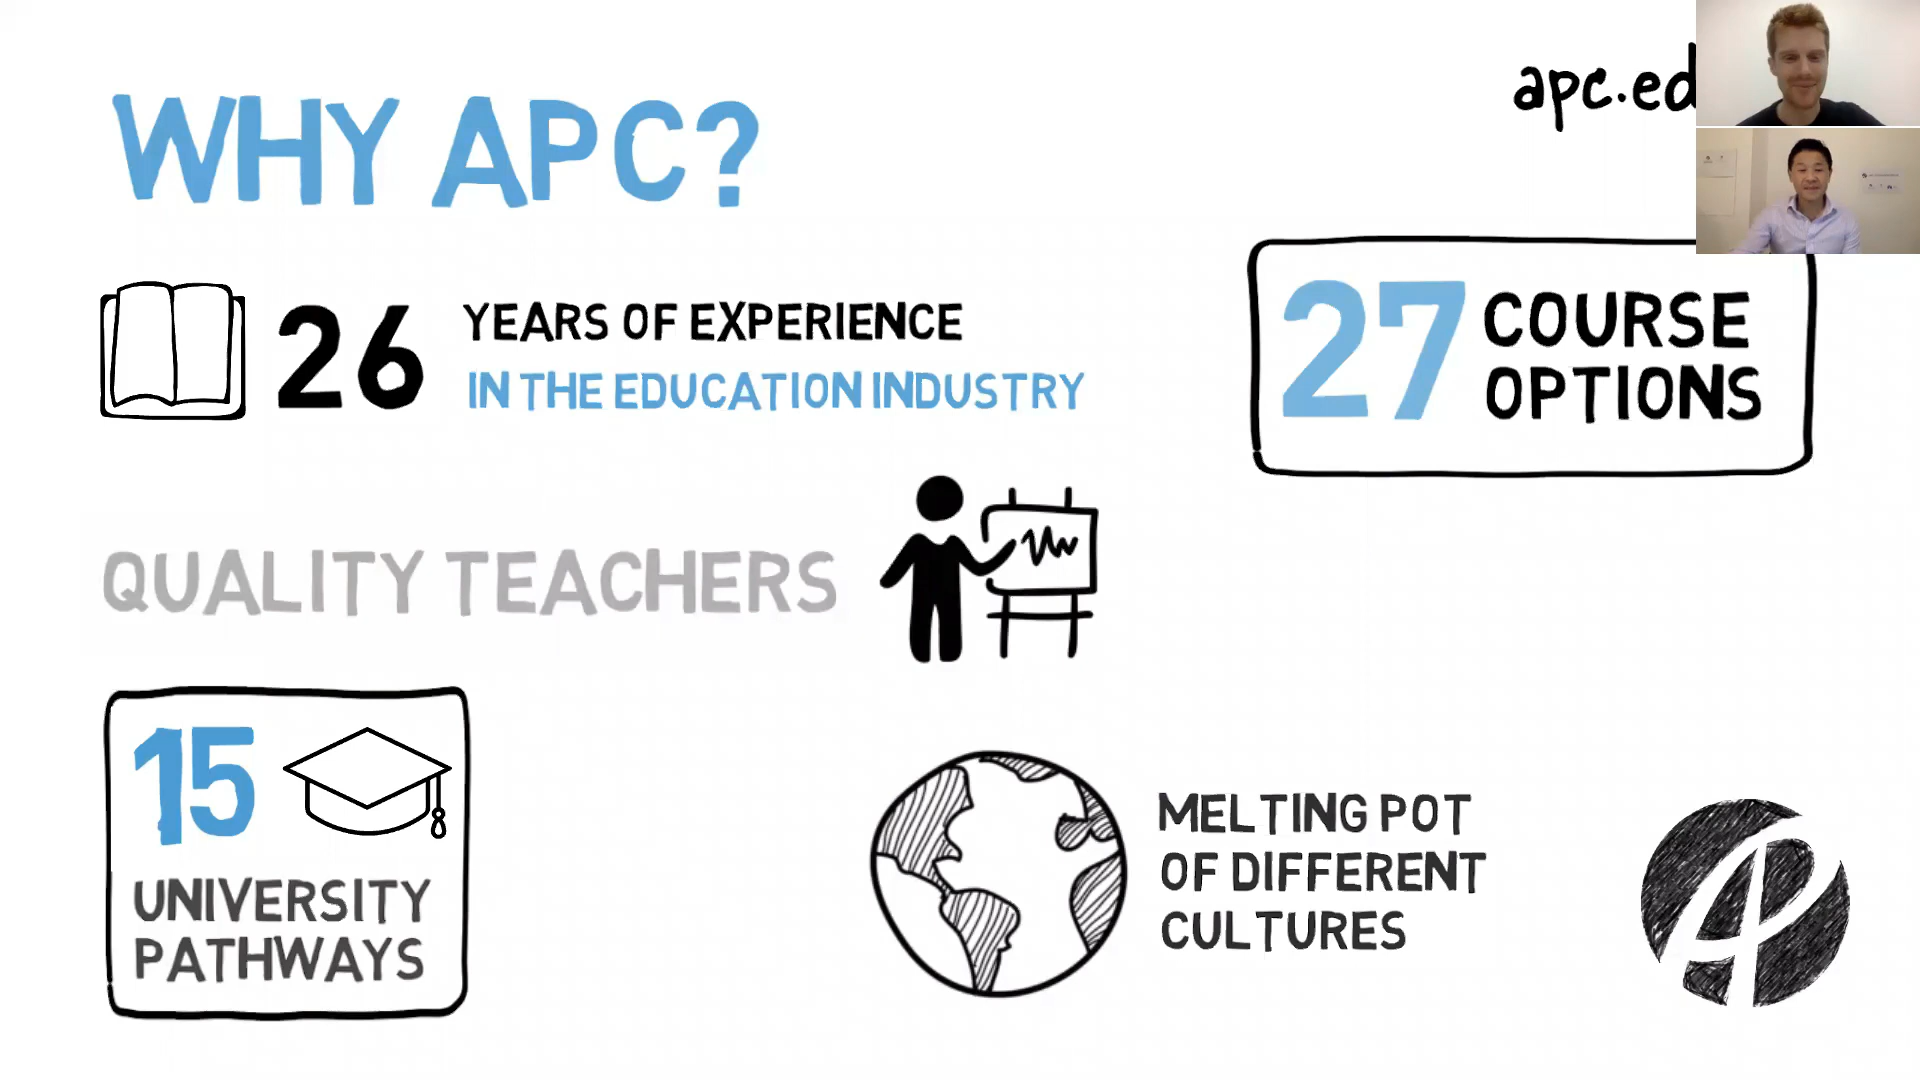 WHY APC?
apc.ed
26
YEARS OF EXPERIENCE
IN THE EDUCATION INDUSTRY
27
COURSE
OPTIONS
QUALITY TEACHERS
15
UNIVERSITY
PATHWAYS
MELTING POT
OF DIFFERENT
CULTURES